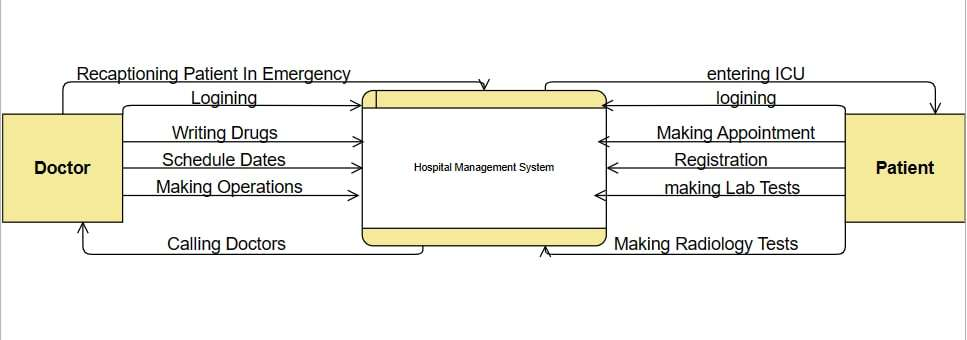 Recaptioning Patient In Emergency
entering ICU
Logining
logining
Writing Drugs
Making Appointment
Doctor
Schedule Dates
Hospital Management System
Registration
Patient
Making Operations
making Lab Tests
Calling Doctors
Making Radiology Tests